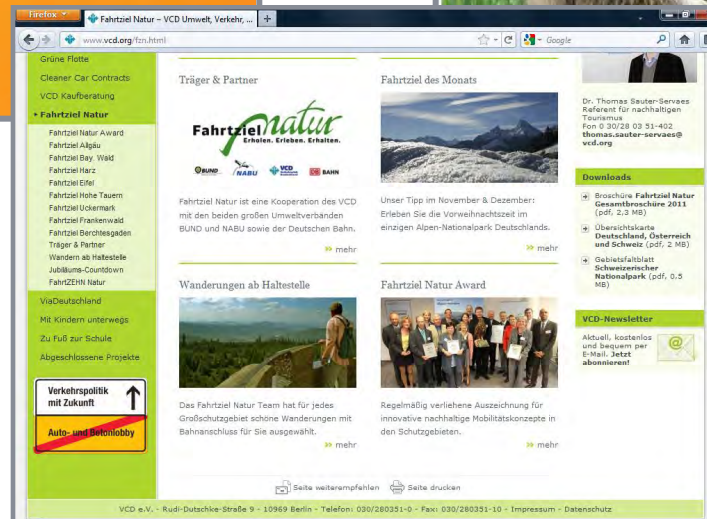 Firefox
Fahrtziel Natur – VCD Umwelt, Verkehr, ...
www.vcd.org/fzn.html
Google
Grüne Flotte
Cleaner Car Contracts
VCD Kaufberatung
Fahrtziel Natur
Fahrtziel Natur Award
Fahrtziel Allgäu
Fahrtziel Bay. Wald
Fahrtziel Harz
Fahrtziel Eifel
Fahrtziel Hohe Tauern
Fahrtziel Uckermark
Fahrtziel Frankenwald
Fahrtziel Berchtesgaden
Träger & Partner
Wandern ab Haltestelle
Jubiläums-Countdown
FahrtZEHN Natur
ViaDeutschland
Mit Kindern unterwegs
Zu Fuß zur Schule
Abgeschlossene Projekte
Verkehrspolitik
mit Zukunft
Auto- und Betonlobby
Träger & Partner
Fahrtziel Natur
Erholen. Erleben. Erhalten.
BUND NABU VCD DB BAHN
Fahrtziel Natur ist eine Kooperation des VCD
mit den beiden großen Umweltverbänden
BUND und NABU sowie der Deutschen Bahn.
» mehr
Fahrtziel des Monats
Unser Tipp im November & Dezember:
Erleben Sie die Vorweihnachtszeit im
einzigen Alpen-Nationalpark Deutschlands.
» mehr
Wanderungen ab Haltestelle
Das Fahrtziel Natur Team hat für jedes
Großschutzgebiet schöne Wanderungen mit
Bahnanschluss für Sie ausgewählt.
» mehr
Fahrtziel Natur Award
Regelmäßig verliehene Auszeichnung für
innovative nachhaltige Mobilitätskonzepte in
den Schutzgebieten.
» mehr
Dr. Thomas Sauter-Servaes
Referent für nachhaltigen
Tourismus
Fon 0 30/28 03 51-402
thomas.sauter-servaes@
vcd.org
Downloads
Broschüre Fahrtziel Natur
Gesamtbroschüre 2011
(pdf, 2,3 MB)
Übersichtskarte
Deutschland, Österreich
und Schweiz (pdf, 2 MB)
Gebietsfaltblatt
Schweizerischer
Nationalpark (pdf, 0,5
MB)
VCD-Newsletter
Aktuell, kostenlos
und bequem per
E-Mail. Jetzt
abonnieren!
@
Seite weiterempfehlen Seite drucken
VCD e.V. - Rudi-Dutschke-Straße 9 - 10969 Berlin - Telefon: 030/280351-0 - Fax: 030/280351-10 - Impressum - Datenschutz